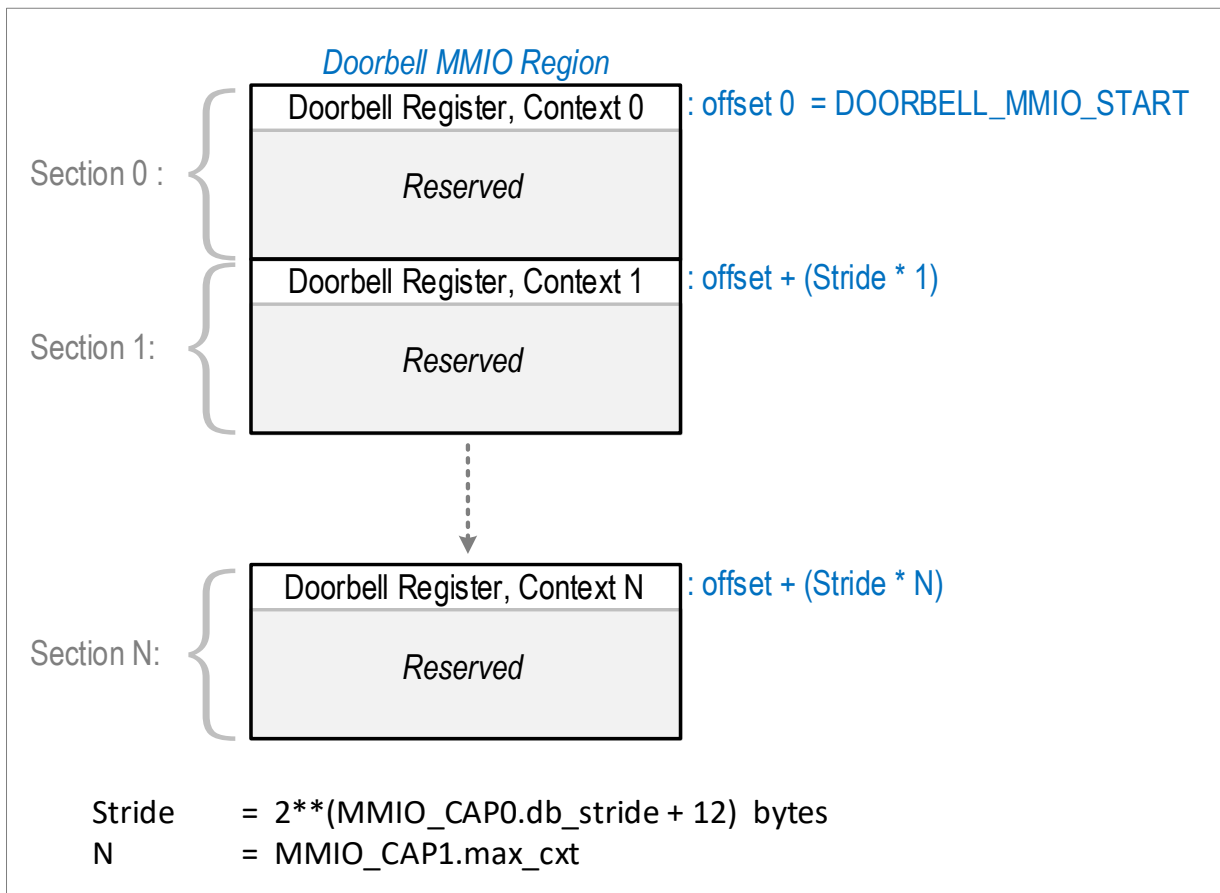 Doorbell MMIO Region
Doorbell Register, Context 0 : offset 0 = DOORBELL_MMIO_START
Section 0 :
Reserved
Doorbell Register, Context 1 : offset + (Stride * 1)
Section 1:
Reserved
Doorbell Register, Context N : offset + (Stride * N)
Section N:
Reserved
Stride = 2**(MMIO_CAP0.db_stride + 12) bytes
N = MMIO_CAP1.max_cxt